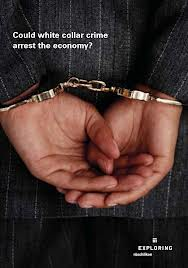 Could white collar crime
arrest the economy?
EXPLORING